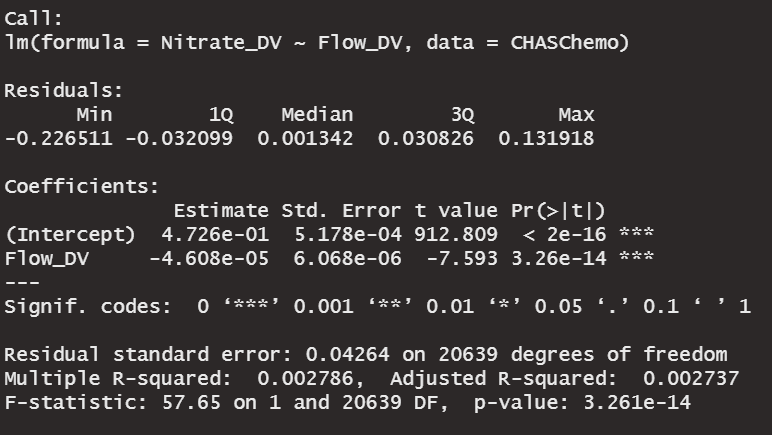 Call:
lm(formula = Nitrate_DV ~ Flow_DV, data = CHASChemo)

Residuals:
      Min        1Q    Median        3Q       Max
-0.226511 -0.032099  0.001342  0.030826  0.131918

Coefficients:
              Estimate Std. Error t value Pr(>|t|)
(Intercept)  4.726e-01  5.178e-04 912.809  < 2e-16 ***
Flow_DV     -4.608e-05  6.068e-06  -7.593 3.26e-14 ***
---
Signif. codes:  0 ‘***’ 0.001 ‘**’ 0.01 ‘*’ 0.05 ‘.’ 0.1 ‘ ’ 1

Residual standard error: 0.04264 on 20639 degrees of freedom
Multiple R-squared:  0.002786,	Adjusted R-squared:  0.002737
F-statistic: 57.65 on 1 and 20639 DF,  p-value: 3.261e-14